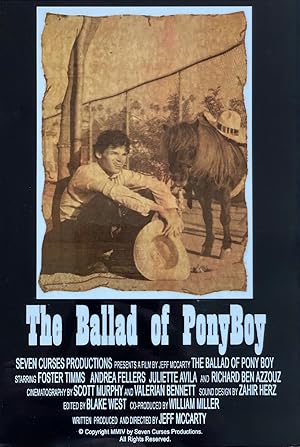 The Ballad of PonyBoy
SEVEN CURSES PRODUCTIONS PRESENTS A FILM BY JEFF MCCARTY THE BALLAD OF PONY BOY
STARRING FOSTER TIMMS ANDREA FELLERS JULIETTE AVILA AND RICHARD BEN AZZOUZ
CINEMATOGRAPHY BY SCOTT MURPHY AND VALERIAN BENNETT SOUND DESIGN BY ZAHIR HERZ
EDITED BY BLAKE WEST CO-PRODUCED BY WILLIAM MILLER
WRITTEN PRODUCED AND DIRECTED BY JEFF MCCARTY
© Copyright MMIV by Seven Curses Productions.
All Rights Reserved.